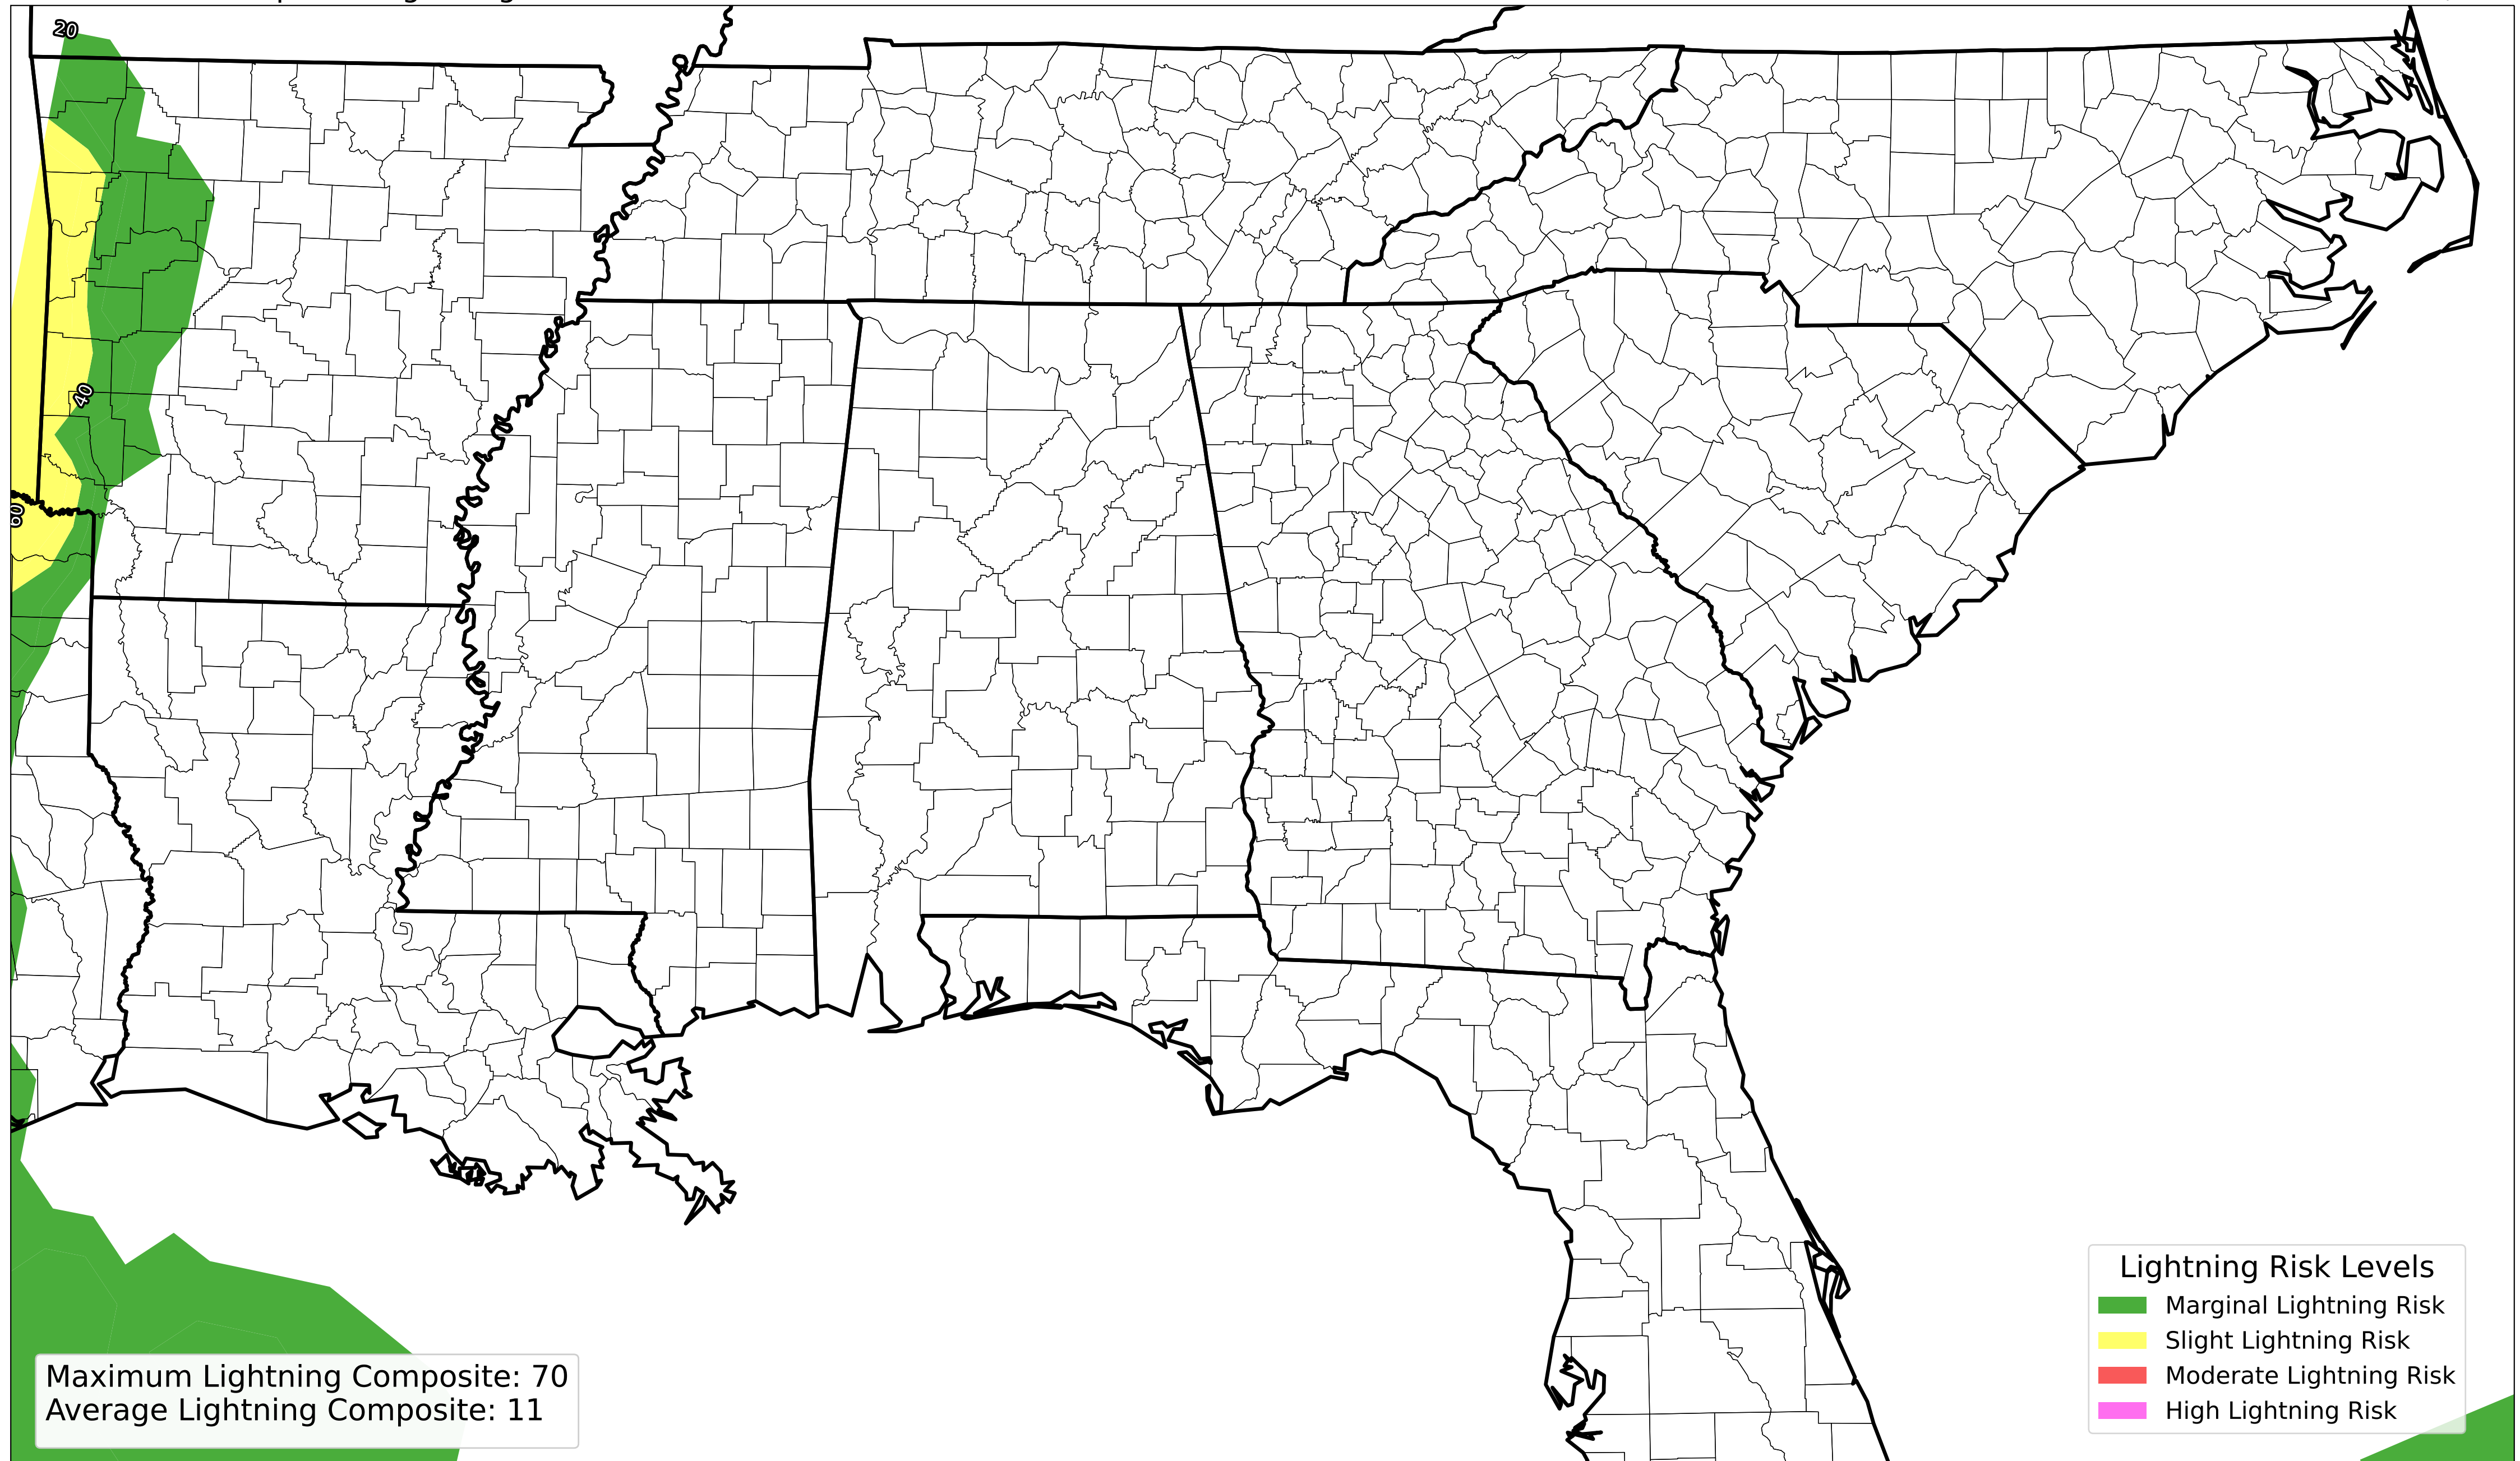 20
40
60
Lightning Risk Levels
Marginal Lightning Risk
Slight Lightning Risk
Moderate Lightning Risk
High Lightning Risk
Maximum Lightning Composite: 70
Average Lightning Composite: 11